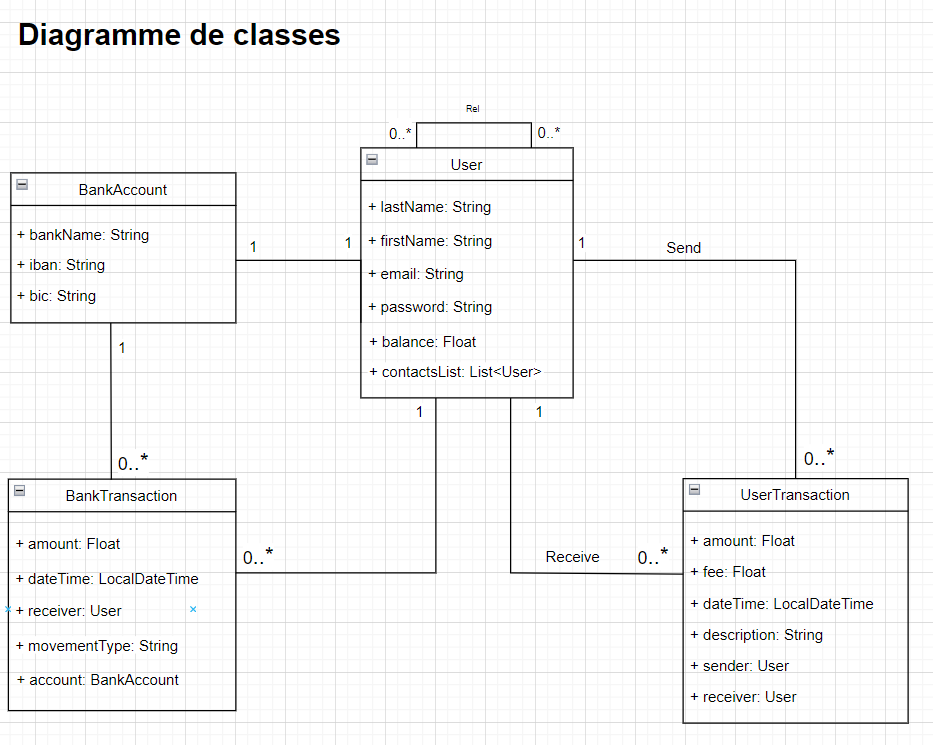 Diagramme de classes
Rel
0..*
0..*
User
+ lastName: String
+ firstName: String
+ email: String
+ password: String
+ balance: Float
+ contactsList: List<User>
BankAccount
+ bankName: String
+ iban: String
+ bic: String
1
1
1
Send
1
0..*
1
1
0..*
BankTransaction
+ amount: Float
+ dateTime: LocalDateTime
+ receiver: User
+ movementType: String
+ account: BankAccount
0..*
Receive
0..*
UserTransaction
+ amount: Float
+ fee: Float
+ dateTime: LocalDateTime
+ description: String
+ sender: User
+ receiver: User